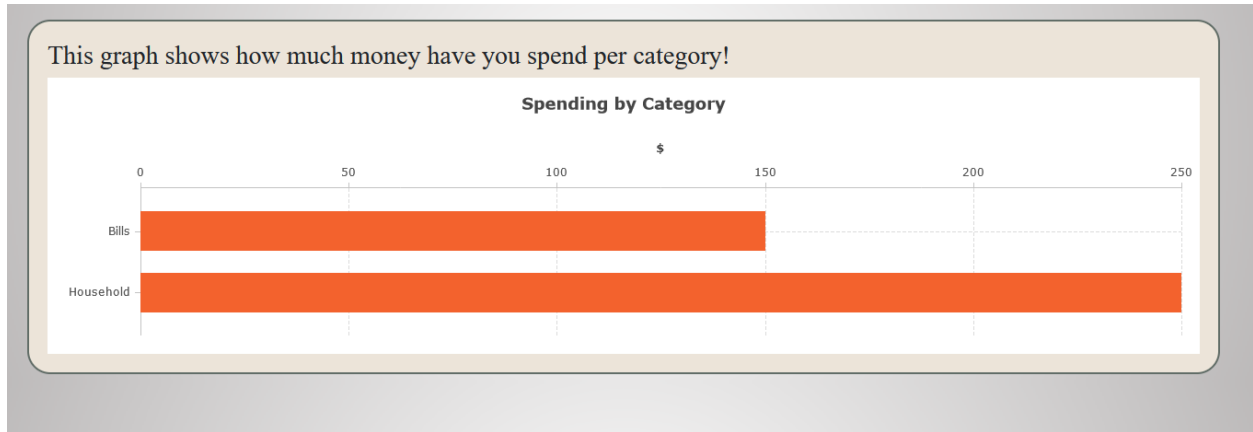 This graph shows how much money have you spend per category!
Spending by Category
$
0 50 100 150 200 250
Bills
Household